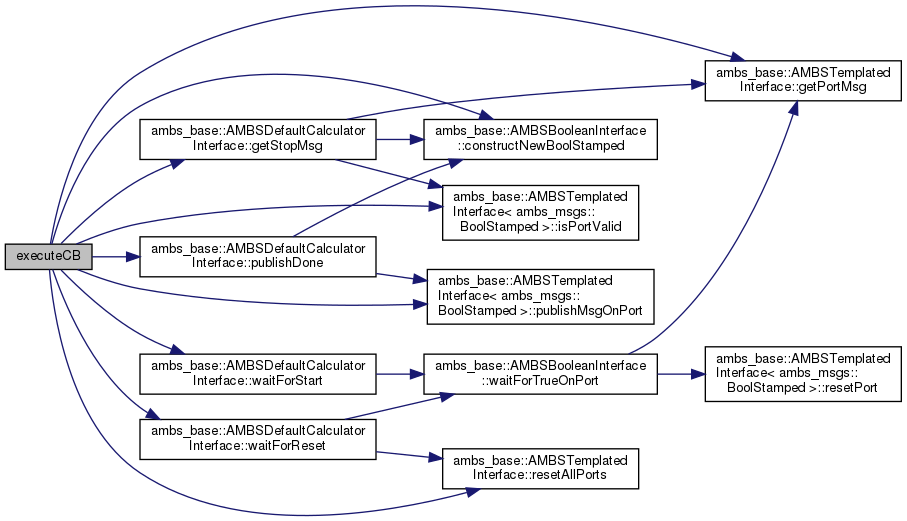 executeCB
ambs_base::AMBSDefaultCalculator
Interface::getStopMsg
ambs_base::AMBSDefaultCalculator
Interface::publishDone
ambs_base::AMBSDefaultCalculator
Interface::waitForStart
ambs_base::AMBSDefaultCalculator
Interface::waitForReset
ambs_base::AMBSBooleanInterface
::constructNewBoolStamped
ambs_base::AMBSTemplated
Interface< ambs_msgs::
BoolStamped >::isPortValid
ambs_base::AMBSTemplated
Interface< ambs_msgs::
BoolStamped >::publishMsgOnPort
ambs_base::AMBSBooleanInterface
::waitForTrueOnPort
ambs_base::AMBSTemplated
Interface::resetAllPorts
ambs_base::AMBSTemplated
Interface::getPortMsg
ambs_base::AMBSTemplated
Interface< ambs_msgs::
BoolStamped >::resetPort